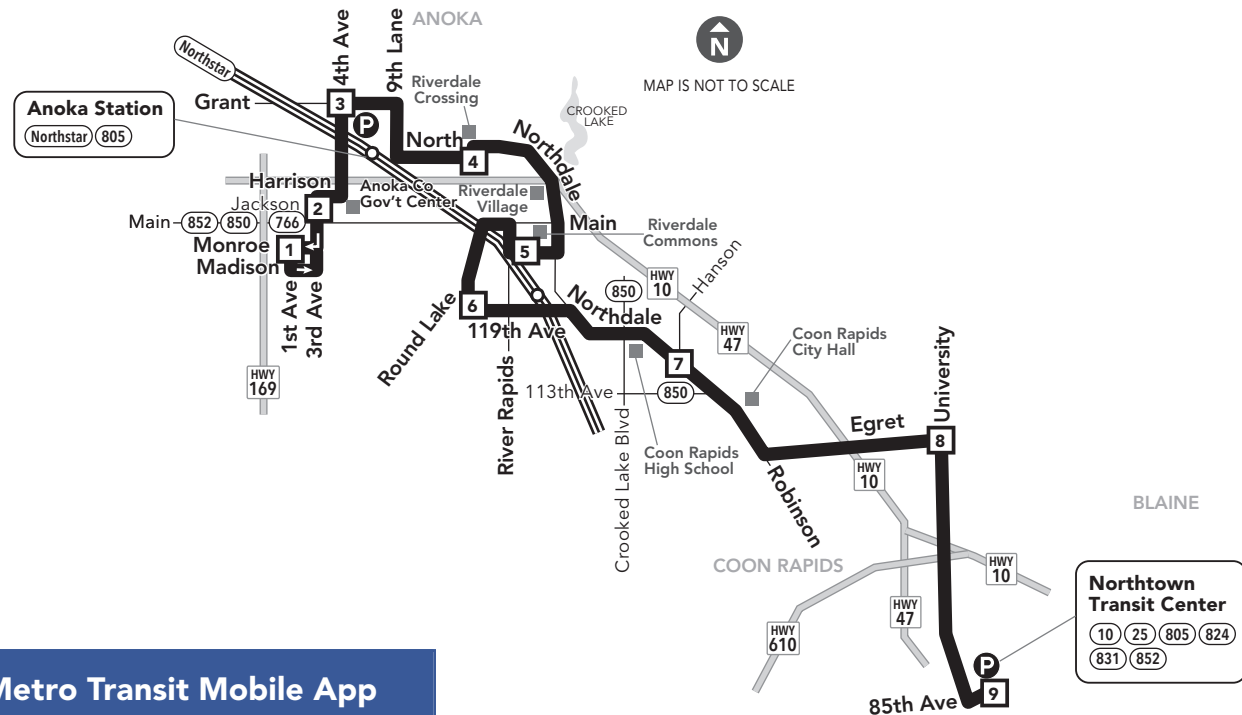 ANOKA
4th Ave
9th Lane
N
MAP IS NOT TO SCALE
Northstar
Anoka Station
Northstar 805
Grant
3
P
Riverdale
Crossing
CROOKED
LAKE
North
4
Northdale
Harrison
Jackson
2
Anoka Co
Gov't Center
Riverdale
Village
Main 852 850 766
Main
Riverdale
Commons
Monroe
1
Madison
5
1st Ave
3rd Ave
HWY
169
Round Lake
6
119th Ave
River Rapids
Northdale
850
HWY
10
Hanson
HWY
47
7
Coon Rapids
City Hall
113th Ave
850
Crooked Lake Blvd
Coon Rapids
High School
Robinson
Egret
University
8
HWY
10
BLAINE
COON RAPIDS
HWY
10
HWY
47
HWY
610
Northtown
Transit Center
10 25 805 824
831 852
P
9
85th Ave
Metro Transit Mobile App